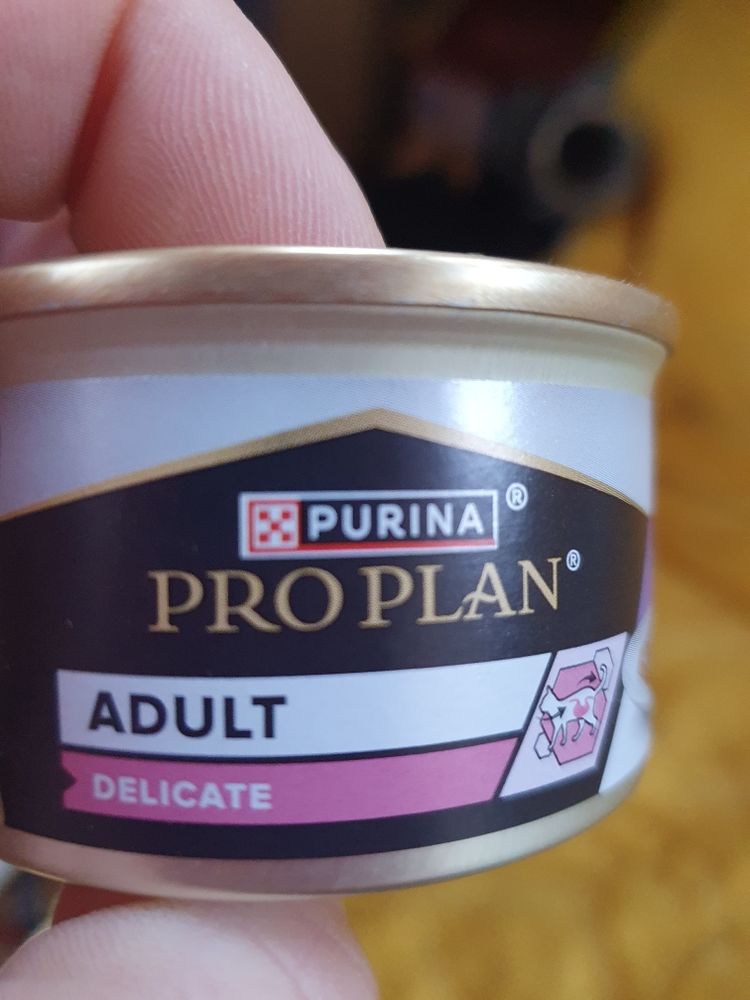 PURINA®
PRO PLAN®
ADULT
DELICATE